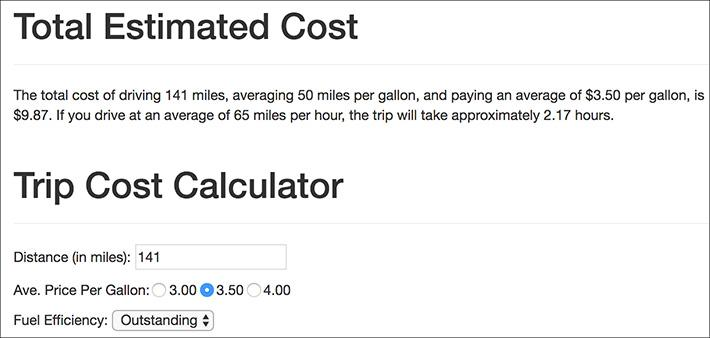 Total Estimated Cost
The total cost of driving 141 miles, averaging 50 miles per gallon, and paying an average of $3.50 per gallon, is
$9.87. If you drive at an average of 65 miles per hour, the trip will take approximately 2.17 hours.
Trip Cost Calculator
Distance (in miles): 141
Ave. Price Per Gallon: 3.00 3.50 4.00
Fuel Efficiency: Outstanding